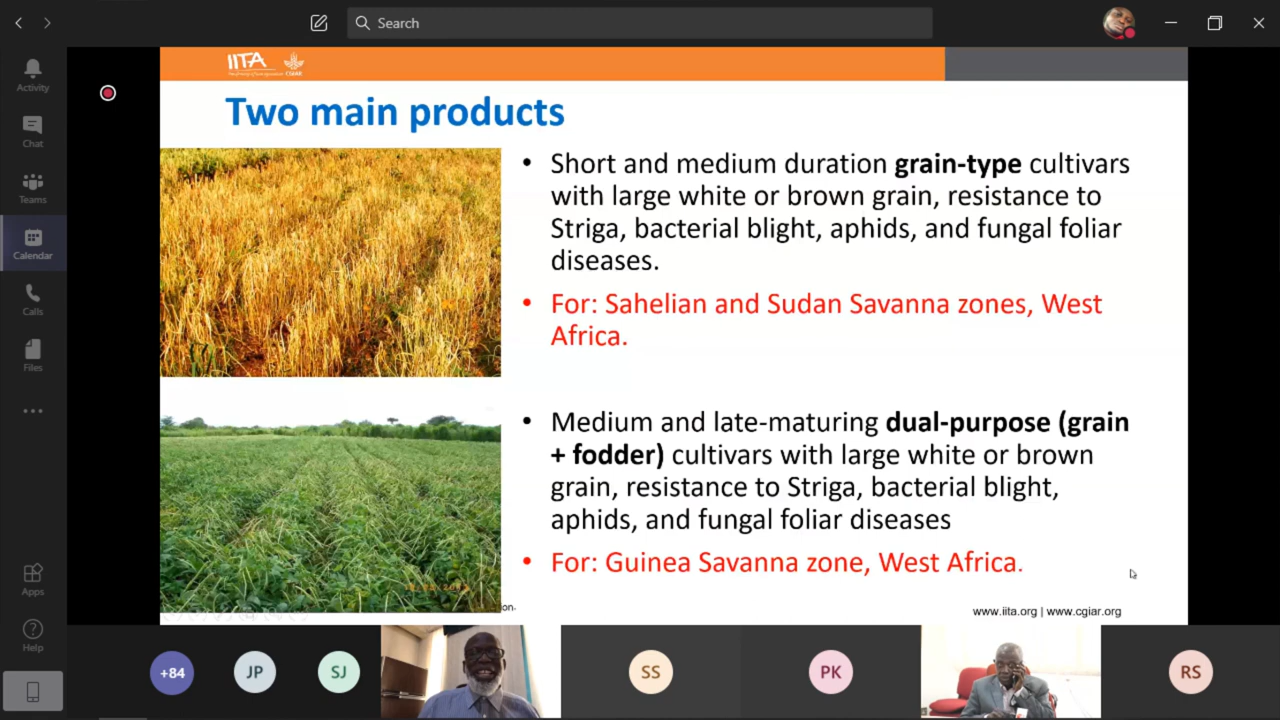 Search
Activity
Chat
Teams
Calendar
Calls
Files
Apps
Help
IITA
CGIAR
Two main products
• Short and medium duration grain-type cultivars
with large white or brown grain, resistance to
Striga, bacterial blight, aphids, and fungal foliar
diseases.
• For: Sahelian and Sudan Savanna zones, West
Africa.
• Medium and late-maturing dual-purpose (grain
+ fodder) cultivars with large white or brown
grain, resistance to Striga, bacterial blight,
aphids, and fungal foliar diseases
• For: Guinea Savanna zone, West Africa.
www.iita.org | www.cgiar.org
+84
JP
SJ
SS
PK
RS